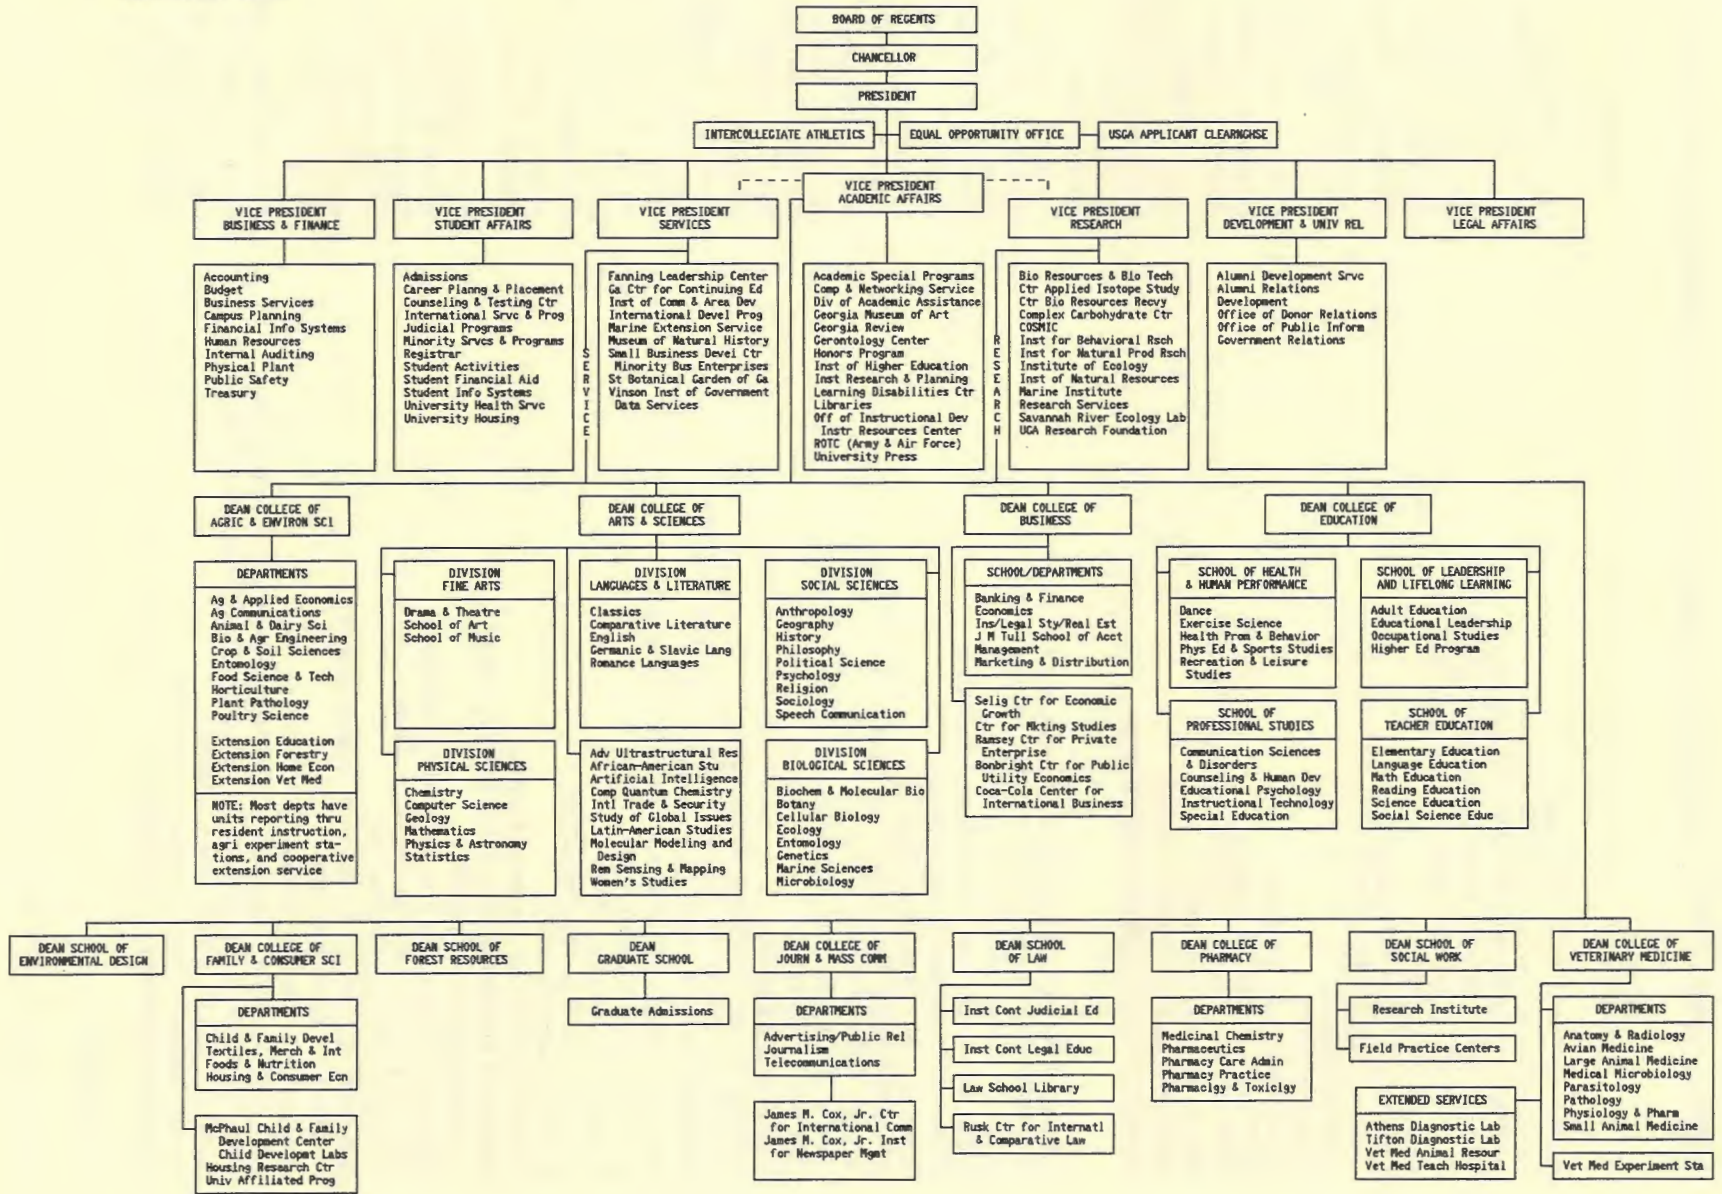 BOARD OF REGENTS
CHANCELLOR
PRESIDENT
INTERCOLLEGIATE ATHLETICS
EQUAL OPPORTUNITY OFFICE
USGA APPLICANT CLEARNGHSE
VICE PRESIDENT
BUSINESS & FINANCE
VICE PRESIDENT
STUDENT AFFAIRS
VICE PRESIDENT
SERVICES
VICE PRESIDENT
ACADEMIC AFFAIRS
VICE PRESIDENT
RESEARCH
VICE PRESIDENT
DEVELOPMENT & UNIV REL
VICE PRESIDENT
LEGAL AFFAIRS
Accounting
Budget
Business Services
Campus Planning
Financial Info Systems
Human Resources
Internal Auditing
Physical Plant
Public Safety
Treasury
Admissions
Career Planng & Placement
Counseling & Testing Ctr
International Srvc & Prog
Judicial Programs
Minority Srvcs & Programs
Registrar
Student Activities
Student Financial Aid
Student Info Systems
University Health Srvc
University Housing
SERVICE
Fanning Leadership Center
Ga Ctr for Continuing Ed
Inst of Comm & Area Dev
International Devel Prog
Marine Extension Service
Museum of Natural History
Small Business Devel Ctr
Minority Bus Enterprises
St Botanical Garden of Ga
Vinson Inst of Government
Data Services
Academic Special Programs
Comp & Networking Service
Div of Academic Assistance
Georgia Museum of Art
Georgia Review
Gerontology Center
Honors Program
Inst of Higher Education
Inst Research & Planning
Learning Disabilities Ctr
Libraries
Off of Instructional Dev
Instr Resources Center
ROTC (Army & Air Force)
University Press
RESEARCH
Bio Resources & Bio Tech
Ctr Applied Isotope Study
Ctr Bio Resources Recvy
Complex Carbohydrate Ctr
COSMIC
Inst for Behavioral Rsch
Inst for Natural Prod Rsch
Institute of Ecology
Inst of Natural Resources
Marine Institute
Research Services
Savannah River Ecology Lab
UGA Research Foundation
Alumni Development Srvc
Alumni Relations
Development
Office of Donor Relations
Office of Public Inform
Government Relations
DEAN COLLEGE OF
AGRIC & ENVIRON SCI
DEAN COLLEGE OF
ARTS & SCIENCES
DEAN COLLEGE OF
BUSINESS
DEAN COLLEGE OF
EDUCATION
DEPARTMENTS
Ag & Applied Economics
Ag Communications
Animal & Dairy Sci
Bio & Agr Engineering
Crop & Soil Sciences
Entomology
Food Science & Tech
Horticulture
Plant Pathology
Poultry Science
Extension Education
Extension Forestry
Extension Home Econ
Extension Vet Med
NOTE: Most depts have
units reporting thru
resident instruction,
agri experiment sta-
tions, and cooperative
extension service
DIVISION
FINE ARTS
Drama & Theatre
School of Art
School of Music
DIVISION
PHYSICAL SCIENCES
Chemistry
Computer Science
Geology
Mathematics
Physics & Astronomy
Statistics
DIVISION
LANGUAGES & LITERATURE
Classics
Comparative Literature
English
Germanic & Slavic Lang
Romance Languages
Adv Ultrastructural Res
African-American Stu
Artificial Intelligence
Comp Quantum Chemistry
Intl Trade & Security
Study of Global Issues
Latin-American Studies
Molecular Modeling and
Design
Rem Sensing & Mapping
Women's Studies
DIVISION
SOCIAL SCIENCES
Anthropology
Geography
History
Philosophy
Political Science
Psychology
Religion
Sociology
Speech Communication
DIVISION
BIOLOGICAL SCIENCES
Biochem & Molecular Bio
Botany
Cellular Biology
Ecology
Entomology
Genetics
Marine Sciences
Microbiology
SCHOOL/DEPARTMENTS
Banking & Finance
Economics
Ins/Legal Sty/Real Est
J M Tull School of Acct
Management
Marketing & Distribution
Selig Ctr for Economic
Growth
Ctr for Mkting Studies
Ramsey Ctr for Private
Enterprise
Bonbright Ctr for Public
Utility Economics
Coca-Cola Center for
International Business
SCHOOL OF HEALTH
& HUMAN PERFORMANCE
Dance
Exercise Science
Health Prom & Behavior
Phys Ed & Sports Studies
Recreation & Leisure
Studies
SCHOOL OF LEADERSHIP
AND LIFELONG LEARNING
Adult Education
Educational Leadership
Occupational Studies
Higher Ed Program
SCHOOL OF
PROFESSIONAL STUDIES
Communication Sciences
& Disorders
Counseling & Human Dev
Educational Psychology
Instructional Technology
Special Education
SCHOOL OF
TEACHER EDUCATION
Elementary Education
Language Education
Math Education
Reading Education
Science Education
Social Science Educ
DEAN SCHOOL OF
ENVIRONMENTAL DESIGN
DEAN COLLEGE OF
FAMILY & CONSUMER SCI
DEAN SCHOOL OF
FOREST RESOURCES
DEAN
GRADUATE SCHOOL
DEAN COLLEGE OF
JOURN & MASS COMM
DEAN SCHOOL
OF LAW
DEAN COLLEGE OF
PHARMACY
DEAN SCHOOL OF
SOCIAL WORK
DEAN COLLEGE OF
VETERINARY MEDICINE
DEPARTMENTS
Child & Family Devel
Textiles, Merch & Int
Foods & Nutrition
Housing & Consumer Ecn
McPhaul Child & Family
Development Center
Child Developmt Labs
Housing Research Ctr
Univ Affiliated Prog
Graduate Admissions
DEPARTMENTS
Advertising/Public Rel
Journalism
Telecommunications
James M. Cox, Jr. Ctr
for International Comm
James M. Cox, Jr. Inst
for Newspaper Mgmt
Inst Cont Judicial Ed
Inst Cont Legal Educ
Law School Library
Rusk Ctr for Internatl
& Comparative Law
DEPARTMENTS
Medicinal Chemistry
Pharmaceutics
Pharmacy Care Admin
Pharmacy Practice
Pharmaclgy & Toxiclgy
Research Institute
Field Practice Centers
EXTENDED SERVICES
Athens Diagnostic Lab
Tifton Diagnostic Lab
Vet Med Animal Resour
Vet Med Teach Hospital
DEPARTMENTS
Anatomy & Radiology
Avian Medicine
Large Animal Medicine
Medical Microbiology
Parasitology
Pathology
Physiology & Pharm
Small Animal Medicine
Vet Med Experiment Sta